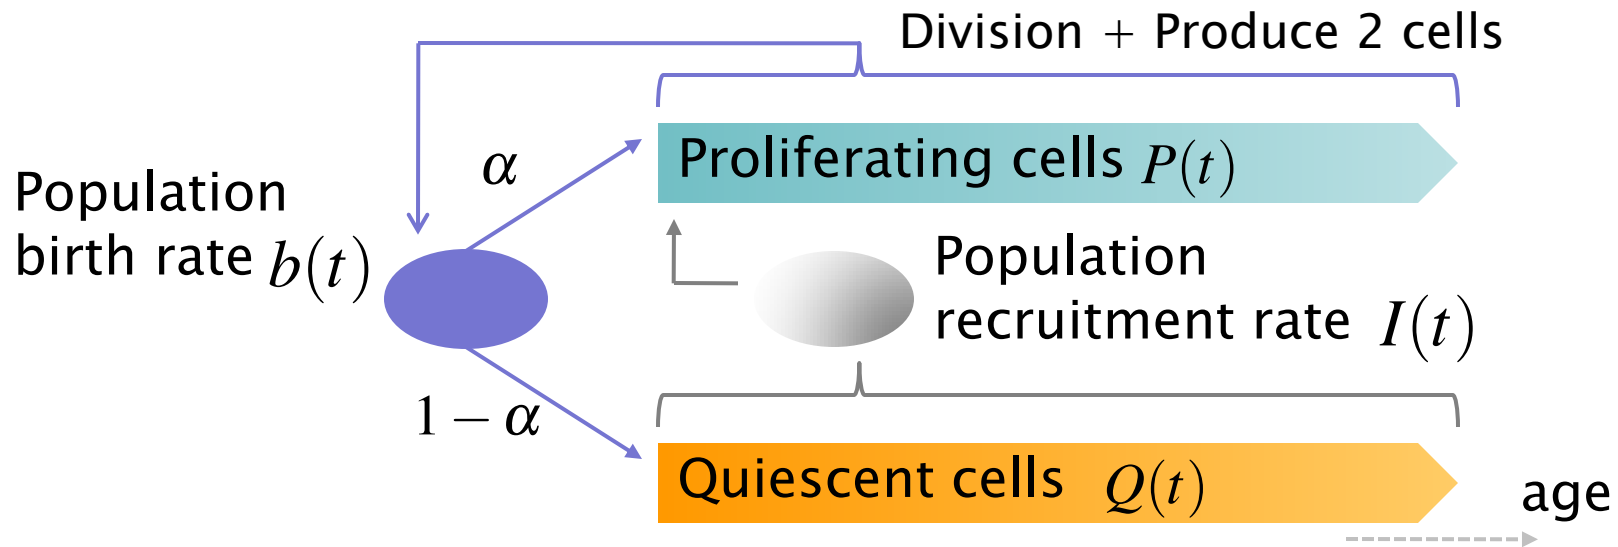 Division + Produce 2 cells
Proliferating cells P(t)
α
Population
birth rate b(t)
Population
recruitment rate I(t)
1 − α
Quiescent cells Q(t)
age